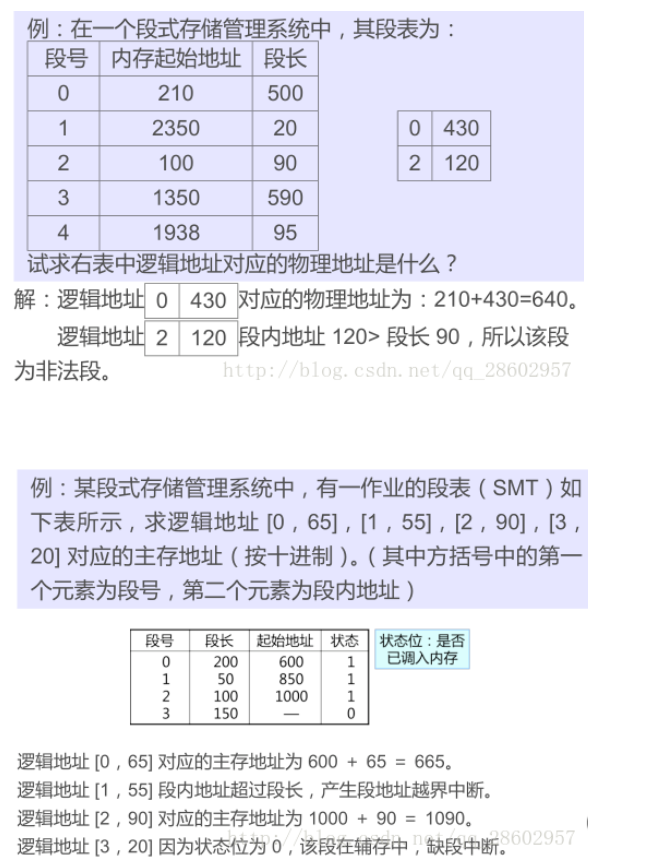 例：在一个段式存储管理系统中，其段表为：
段号 内存起始地址 段长
0 210 500
1 2350 20 0 430
2 100 90 2 120
3 1350 590
4 1938 95
试求右表中逻辑地址对应的物理地址是什么？
解：逻辑地址 0 430 对应的物理地址为：210+430=640。
逻辑地址 2 120 段内地址 120> 段长 90，所以该段
为非法段。 http://blog.csdn.net/qq_28602957
例：某段式存储管理系统中，有一作业的段表（SMT）如
下表所示，求逻辑地址 [0，65]，[1，55]，[2，90]，[3，
20] 对应的主存地址（按十进制）。（其中方括号中的第一
个元素为段号，第二个元素为段内地址）
段号 段长 起始地址 状态 状态位：是否
0 200 600 1 已调入内存
1 50 850 1
2 100 1000 1
3 150 — 0
逻辑地址 [0，65] 对应的主存地址为 600 + 65 = 665。
逻辑地址 [1，55] 段内地址超过段长，产生段地址越界中断。
逻辑地址 [2，90] 对应的主存地址为 1000 + 90 = 1090。
http://blog.csdn.net/qq_28602957
逻辑地址 [3，20] 因为状态位为 0，该段在辅存中，缺段中断。